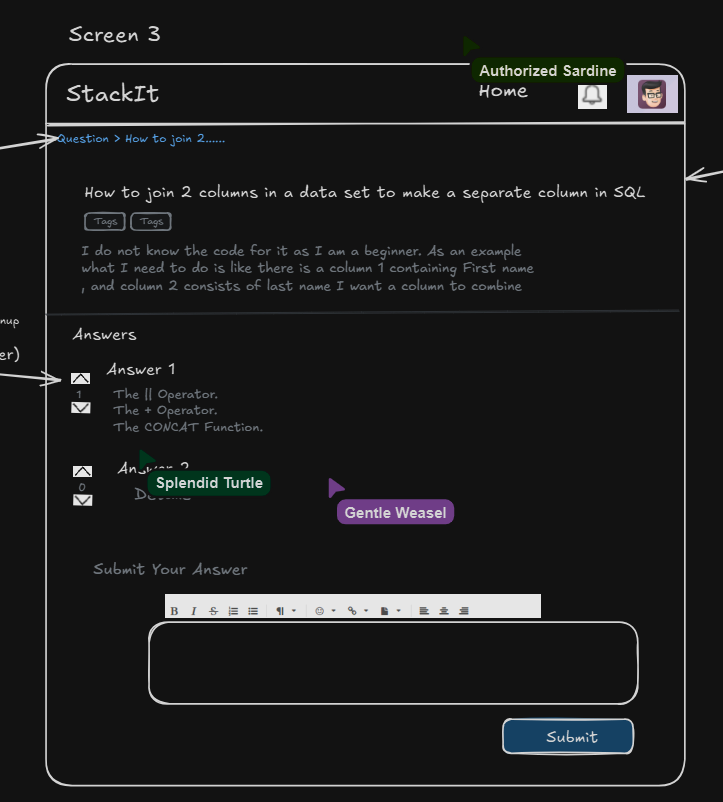 Screen 3
Authorized Sardine
StackIt
Home
Question > How to join 2......
How to join 2 columns in a data set to make a separate column in SQL
Tags Tags
I do not know the code for it as I am a beginner. As an example
what I need to do is like there is a column 1 containing First name
, and column 2 consists of last name I want a column to combine
Answers
er)
Answer 1
1
The || Operator.
The + Operator.
The CONCAT Function.
Answer 2
0
Splendid Turtle
Gentle Weasel
Submit Your Answer
B I S
Submit